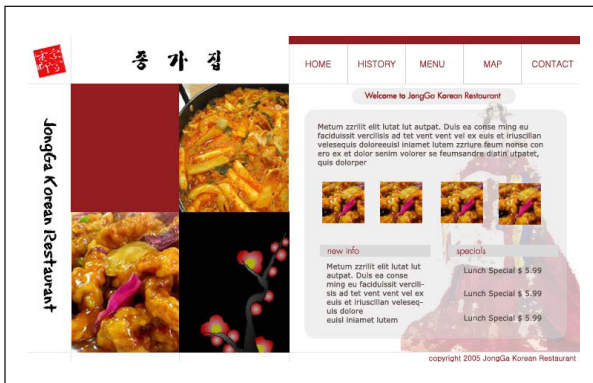 종 가 집
HOME
HISTORY
MENU
MAP
CONTACT
JongGa Korean Restaurant
Welcome to JongGa Korean Restaurant
Metum zzrilit elit lutat lut autpat. Duis ea conse ming eu
faciduissit vercilisis ad tet vent vent vel ex euis et iriuscillan
velesequis doloreeuisl iniamet lutem zzriure feum nonse con
ero ex et dolor senim volorer se feumsandre diatin utpatet,
quis dolorper
new info
Metum zzrilit elit lutat lut
autpat. Duis ea conse
ming eu faciduissit vercili-
sis ad tet vent vent vel ex
euis et iriuscillan veleseq-
uis dolore
euisl iniamet lutem
specials
Lunch Special $ 5.99
Lunch Special $ 5.99
Lunch Special $ 5.99
copyright 2005 JongGa Korean Restaurant